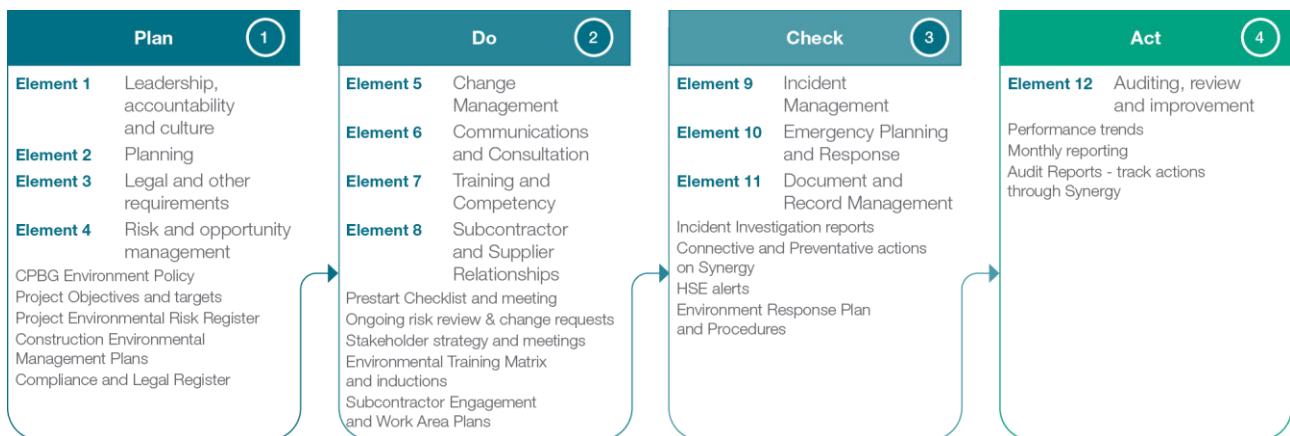 Plan 1
Element 1 Leadership,
accountability
and culture
Element 2 Planning
Element 3 Legal and other
requirements
Element 4 Risk and opportunity
management
CPBG Environment Policy
Project Objectives and targets
Project Environmental Risk Register
Construction Environmental
Management Plans
Compliance and Legal Register
Do 2
Element 5 Change
Management
Element 6 Communications
and Consultation
Element 7 Training and
Competency
Element 8 Subcontractor
and Supplier
Relationships
Prestart Checklist and meeting
Ongoing risk review & change requests
Stakeholder strategy and meetings
Environmental Training Matrix
and inductions
Subcontractor Engagement
and Work Area Plans
Check 3
Element 9 Incident
Management
Element 10 Emergency Planning
and Response
Element 11 Document and
Record Management
Incident Investigation reports
Connective and Preventative actions
on Synergy
HSE alerts
Environment Response Plan
and Procedures
Act 4
Element 12 Auditing, review
and improvement
Performance trends
Monthly reporting
Audit Reports - track actions
through Synergy